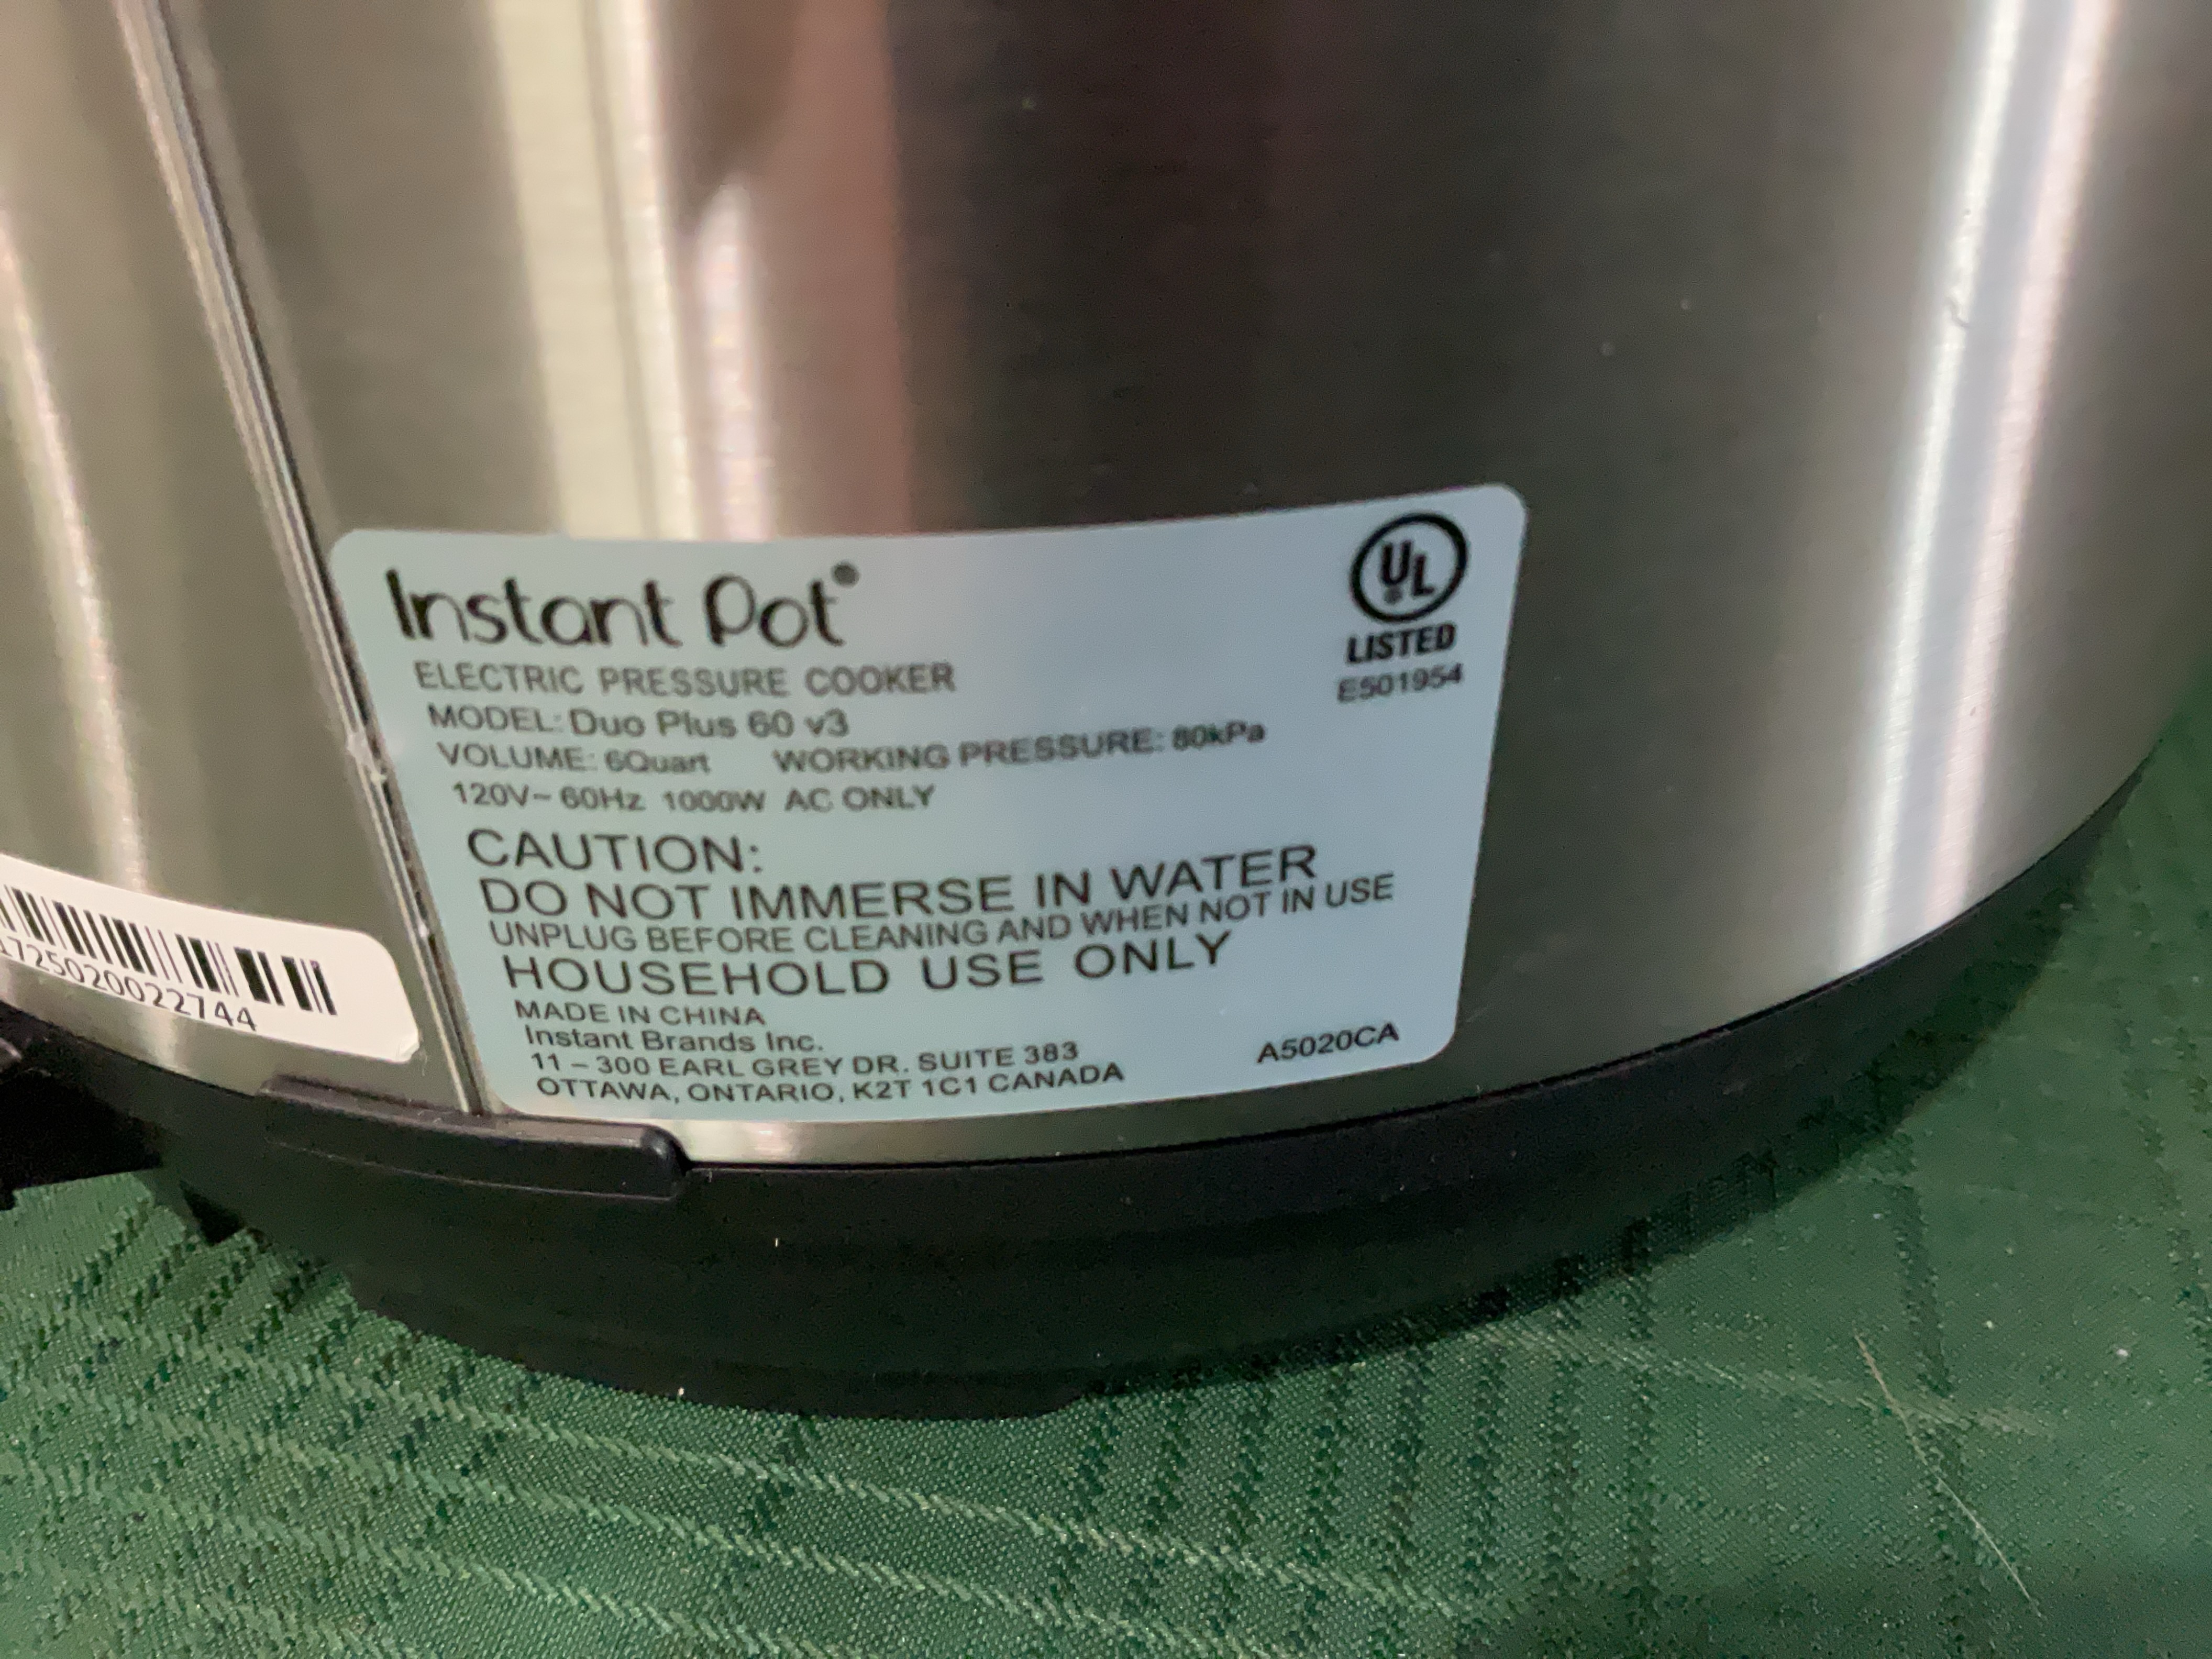 Instant Pot®
UL
LISTED
E501954
ELECTRIC PRESSURE COOKER
MODEL: Duo Plus 60 v3
VOLUME: 6Quart WORKING PRESSURE: 80kPa
120V~ 60Hz 1000W AC ONLY
CAUTION:
DO NOT IMMERSE IN WATER
UNPLUG BEFORE CLEANING AND WHEN NOT IN USE
HOUSEHOLD USE ONLY
MADE IN CHINA
Instant Brands Inc.
11 – 300 EARL GREY DR. SUITE 383
OTTAWA, ONTARIO, K2T 1C1 CANADA
A5020CA